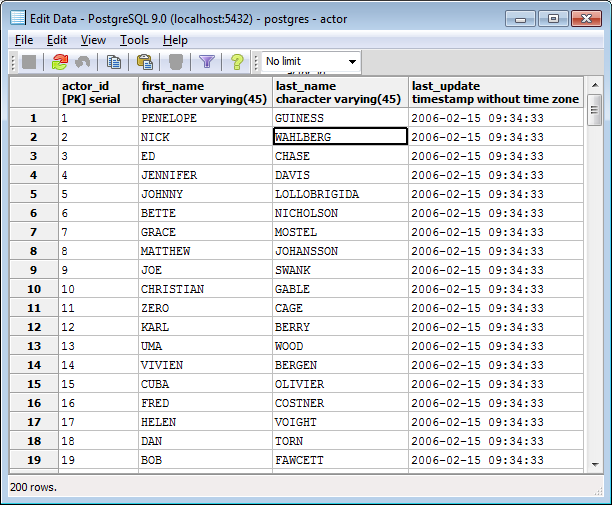 Edit Data - PostgreSQL 9.0 (localhost:5432) - postgres - actor
File Edit View Tools Help
No limit
actor_id first_name last_name last_update
[PK] serial character varying(45) character varying(45) timestamp without time zone
1 1 PENELOPE GUINESS 2006-02-15 09:34:33
2 2 NICK WAHLBERG 2006-02-15 09:34:33
3 3 ED CHASE 2006-02-15 09:34:33
4 4 JENNIFER DAVIS 2006-02-15 09:34:33
5 5 JOHNNY LOLLOBRIGIDA 2006-02-15 09:34:33
6 6 BETTE NICHOLSON 2006-02-15 09:34:33
7 7 GRACE MOSTEL 2006-02-15 09:34:33
8 8 MATTHEW JOHANSSON 2006-02-15 09:34:33
9 9 JOE SWANK 2006-02-15 09:34:33
10 10 CHRISTIAN GABLE 2006-02-15 09:34:33
11 11 ZERO CAGE 2006-02-15 09:34:33
12 12 KARL BERRY 2006-02-15 09:34:33
13 13 UMA WOOD 2006-02-15 09:34:33
14 14 VIVIEN BERGEN 2006-02-15 09:34:33
15 15 CUBA OLIVIER 2006-02-15 09:34:33
16 16 FRED COSTNER 2006-02-15 09:34:33
17 17 HELEN VOIGHT 2006-02-15 09:34:33
18 18 DAN TORN 2006-02-15 09:34:33
19 19 BOB FAWCETT 2006-02-15 09:34:33
200 rows.